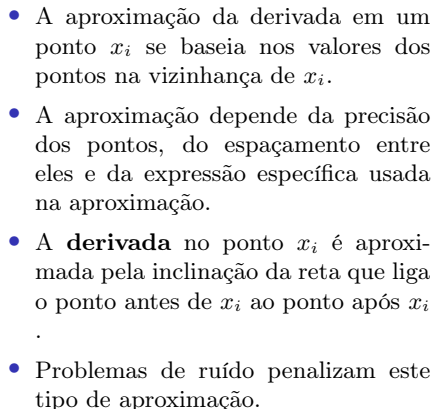 • A aproximação da derivada em um
ponto xᵢ se baseia nos valores dos
pontos na vizinhança de xᵢ.
• A aproximação depende da precisão
dos pontos, do espaçamento entre
eles e da expressão específica usada
na aproximação.
• A derivada no ponto xᵢ é aproxi-
mada pela inclinação da reta que liga
o ponto antes de xᵢ ao ponto após xᵢ
.
• Problemas de ruído penalizam este
tipo de aproximação.